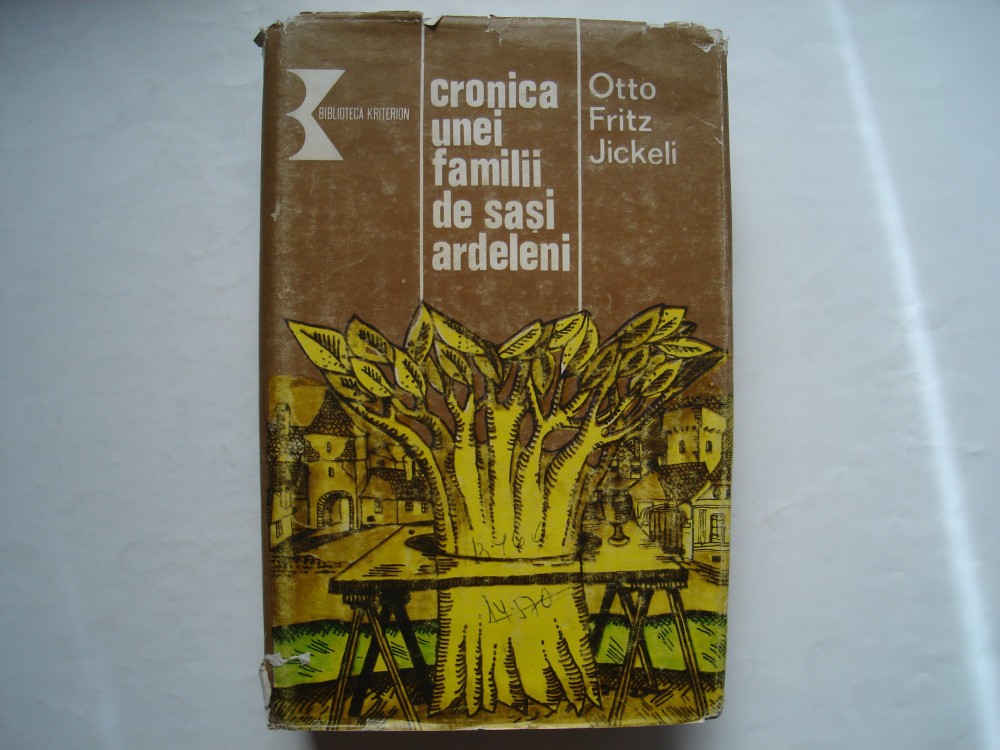 BIBLIOTECA KRITERION
cronica
unei
familii
de sași
ardeleni
Otto
Fritz
Jickeli